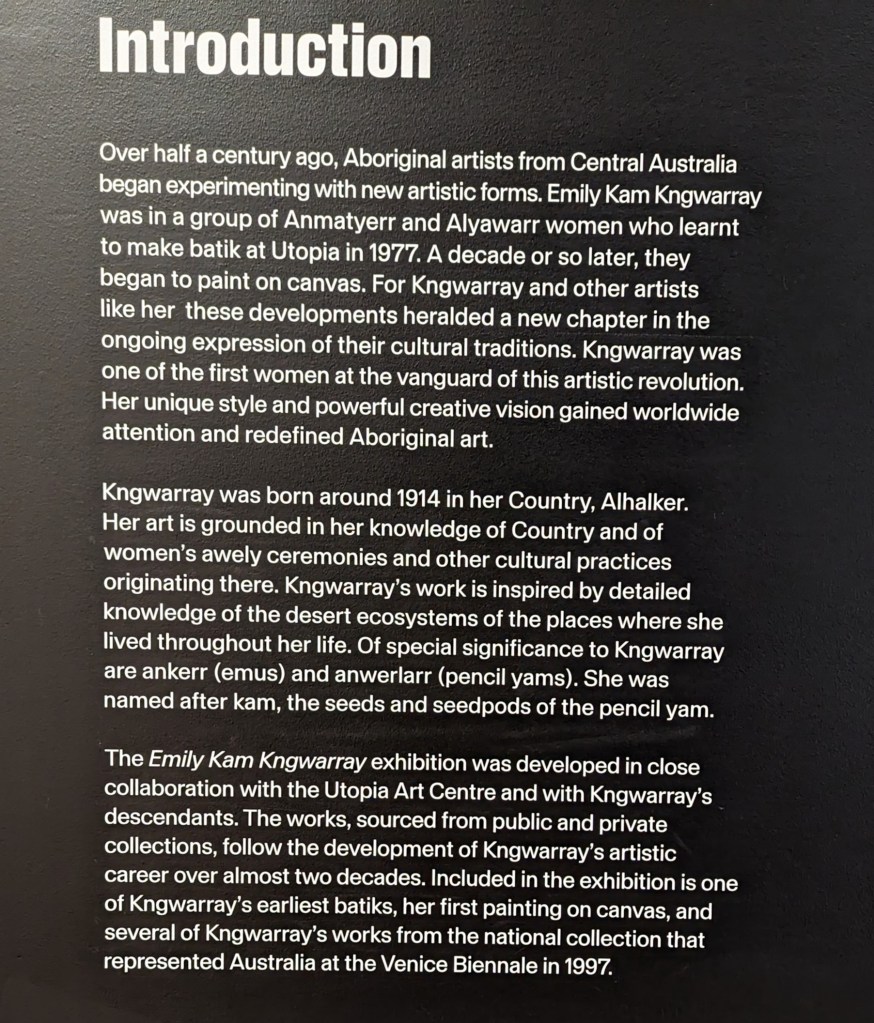 Introduction
Over half a century ago, Aboriginal artists from Central Australia
began experimenting with new artistic forms. Emily Kam Kngwarray
was in a group of Anmatyerr and Alyawarr women who learnt
to make batik at Utopia in 1977. A decade or so later, they
began to paint on canvas. For Kngwarray and other artists
like her  these developments heralded a new chapter in the
ongoing expression of their cultural traditions. Kngwarray was
one of the first women at the vanguard of this artistic revolution.
Her unique style and powerful creative vision gained worldwide
attention and redefined Aboriginal art.
Kngwarray was born around 1914 in her Country, Alhalker.
Her art is grounded in her knowledge of Country and of
women's awely ceremonies and other cultural practices
originating there. Kngwarray's work is inspired by detailed
knowledge of the desert ecosystems of the places where she
lived throughout her life. Of special significance to Kngwarray
are ankerr (emus) and anwerlarr (pencil yams). She was
named after kam, the seeds and seedpods of the pencil yam.
The Emily Kam Kngwarray exhibition was developed in close
collaboration with the Utopia Art Centre and with Kngwarray's
descendants. The works, sourced from public and private
collections, follow the development of Kngwarray's artistic
career over almost two decades. Included in the exhibition is one
of Kngwarray's earliest batiks, her first painting on canvas, and
several of Kngwarray's works from the national collection that
represented Australia at the Venice Biennale in 1997.